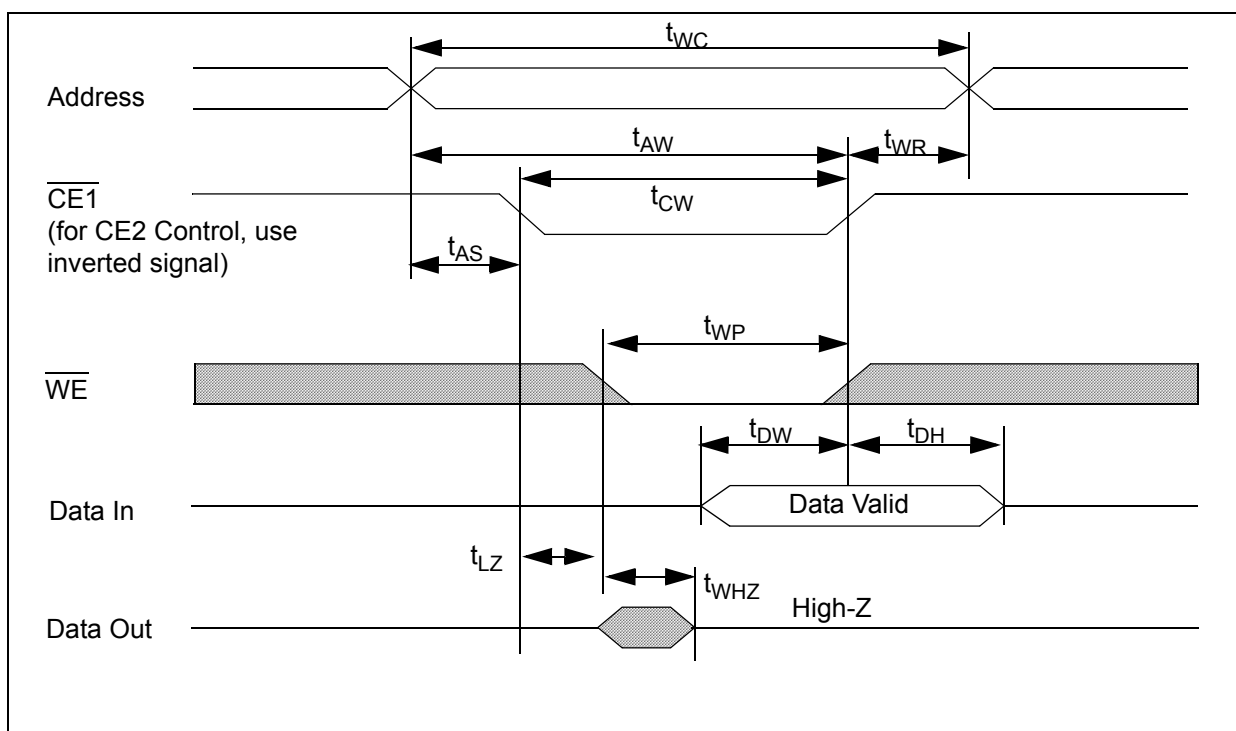 tWC
Address
tAW
tWR
CE1
(for CE2 Control, use
inverted signal)
tCW
tAS
tWP
WE
tDW
tDH
Data In
Data Valid
tLZ
tWHZ
High-Z
Data Out